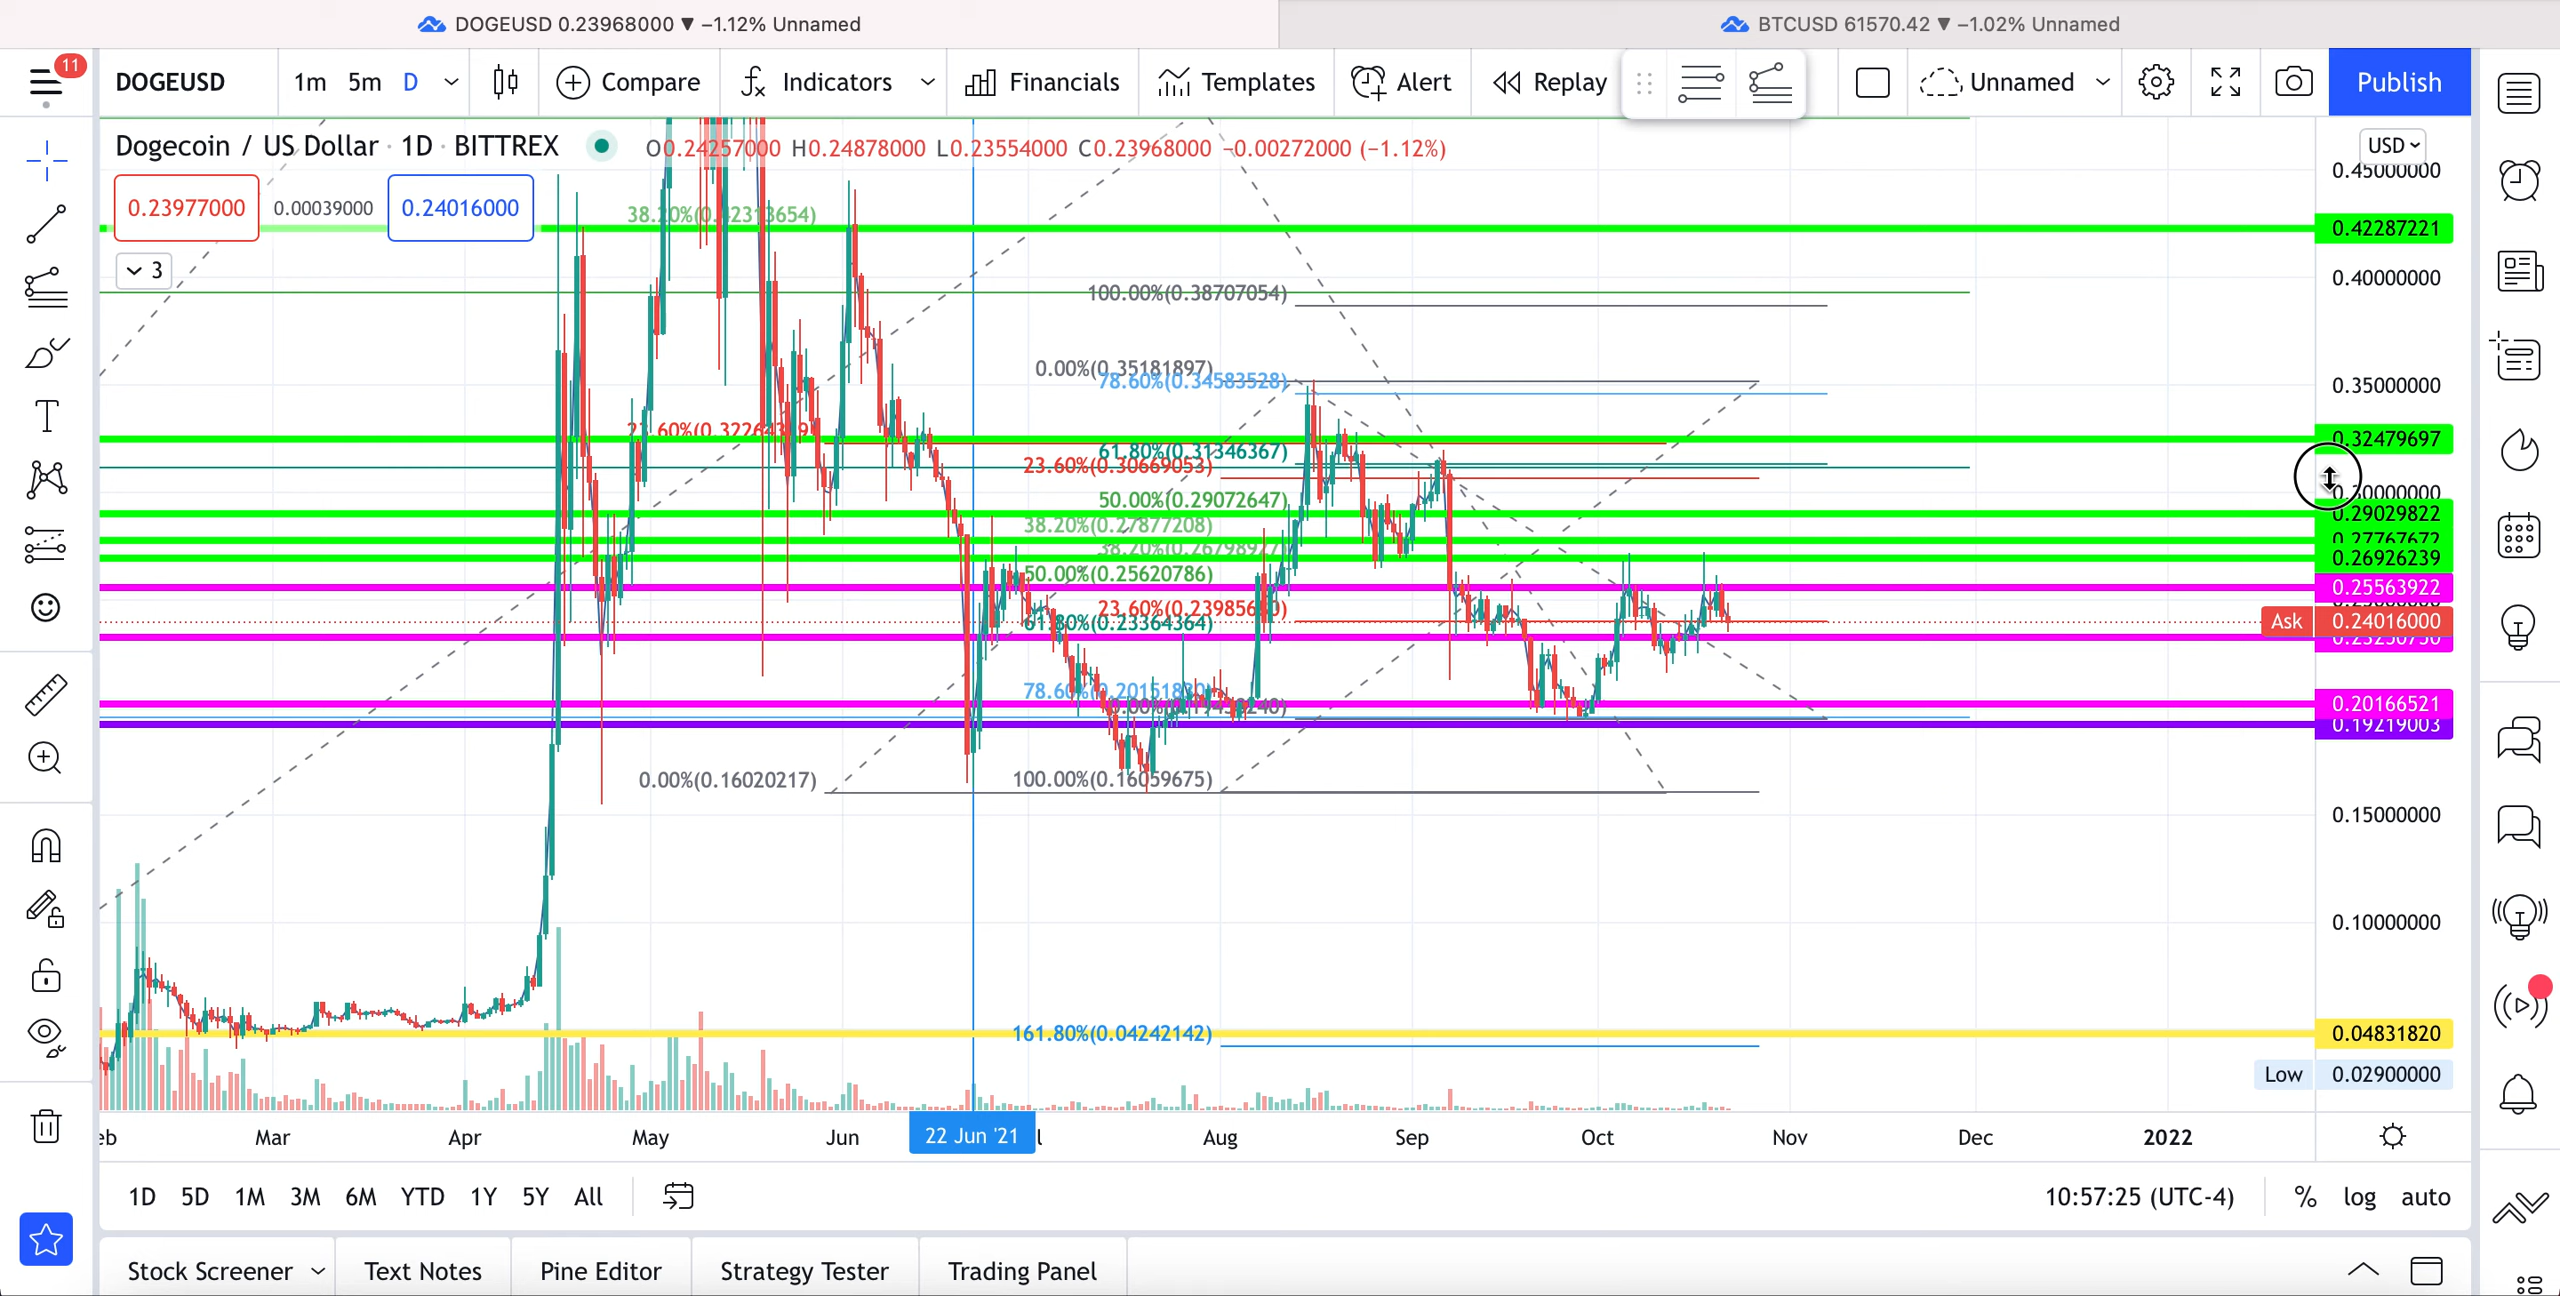 DOGEUSD 0.23968000 ▼ −1.12% Unnamed
BTCUSD 61570.42 ▼ −1.02% Unnamed
11
DOGEUSD
1m 5m D
Compare
Indicators
Financials
Templates
Alert
Replay
Unnamed
Publish
Dogecoin / US Dollar · 1D · BITTREX
O0.24257000 H0.24878000 L0.23554000 C0.23968000 −0.00272000 (−1.12%)
USD
0.23977000
0.00039000
0.24016000
3
0.45000000
38.20%(0.42313654)
0.42287221
0.40000000
100.00%(0.38707054)
0.00%(0.35181897)
78.60%(0.34583528)
0.35000000
0.32479697
61.80%(0.31346367)
23.60%(0.30669053)
0.30000000
50.00%(0.29072647)
0.29029822
38.20%(0.27877208)
0.27767672
0.26926239
50.00%(0.25620786)
0.25563922
Ask 0.24016000
61.80%(0.23364364)
0.20166521
0.19219003
0.00%(0.16020217)
100.00%(0.16059675)
0.15000000
0.10000000
161.80%(0.04242142)
0.04831820
Low 0.02900000
eb Mar Apr May Jun 22 Jun '21 Aug Sep Oct Nov Dec 2022
1D 5D 1M 3M 6M YTD 1Y 5Y All
10:57:25 (UTC-4)
% log auto
Stock Screener
Text Notes
Pine Editor
Strategy Tester
Trading Panel